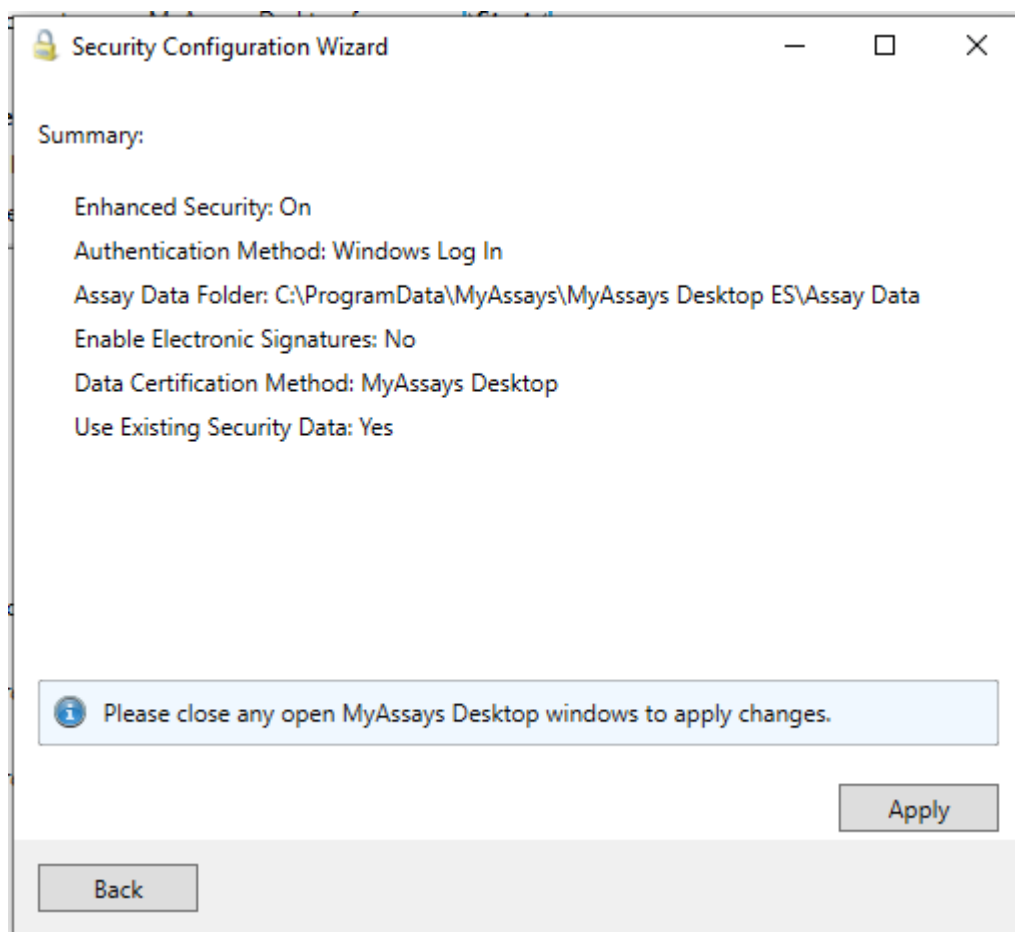 Security Configuration Wizard
Summary:
Enhanced Security: On
Authentication Method: Windows Log In
Assay Data Folder: C:\ProgramData\MyAssays\MyAssays Desktop ES\Assay Data
Enable Electronic Signatures: No
Data Certification Method: MyAssays Desktop
Use Existing Security Data: Yes
Please close any open MyAssays Desktop windows to apply changes.
Apply
Back